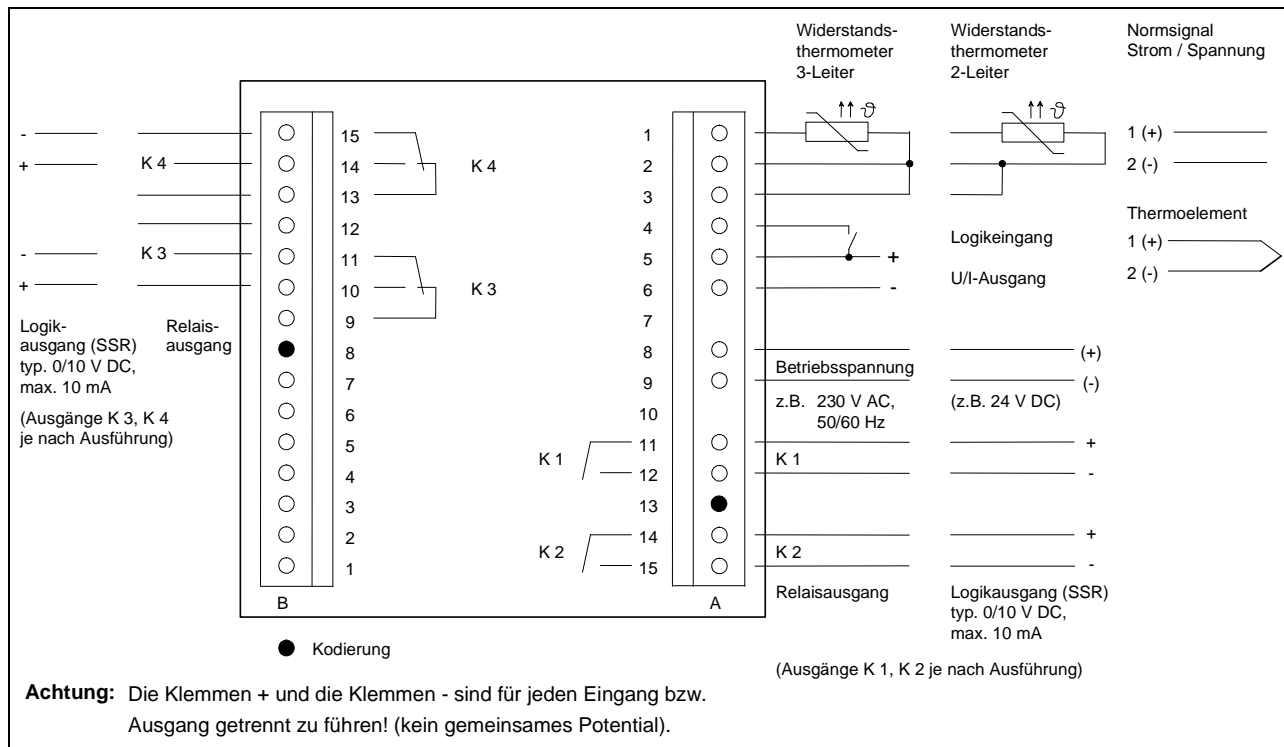 Widerstands-
thermometer
3-Leiter
Widerstands-
thermometer
2-Leiter
Normsignal
Strom / Spannung
ϑ
ϑ
1 (+)
2 (-)
Thermoelement
1 (+)
2 (-)
-
+
K 4
-
+
K 3
Logik-
ausgang (SSR)
typ. 0/10 V DC,
max. 10 mA
(Ausgänge K 3, K 4
je nach Ausführung)
Relais-
ausgang
15
14
13
12
11
10
9
8
7
6
5
4
3
2
1
K 4
K 3
B
1
2
3
4
5
6
7
8
9
10
11
12
13
14
15
K 1
K 2
A
+
-
Logikeingang
U/I-Ausgang
Betriebsspannung
z.B. 230 V AC,
50/60 Hz
(+)
(-)
(z.B. 24 V DC)
K 1
+
-
K 2
+
-
Relaisausgang
Logikausgang (SSR)
typ. 0/10 V DC,
max. 10 mA
(Ausgänge K 1, K 2 je nach Ausführung)
Kodierung
Achtung: Die Klemmen + und die Klemmen - sind für jeden Eingang bzw.
Ausgang getrennt zu führen! (kein gemeinsames Potential).